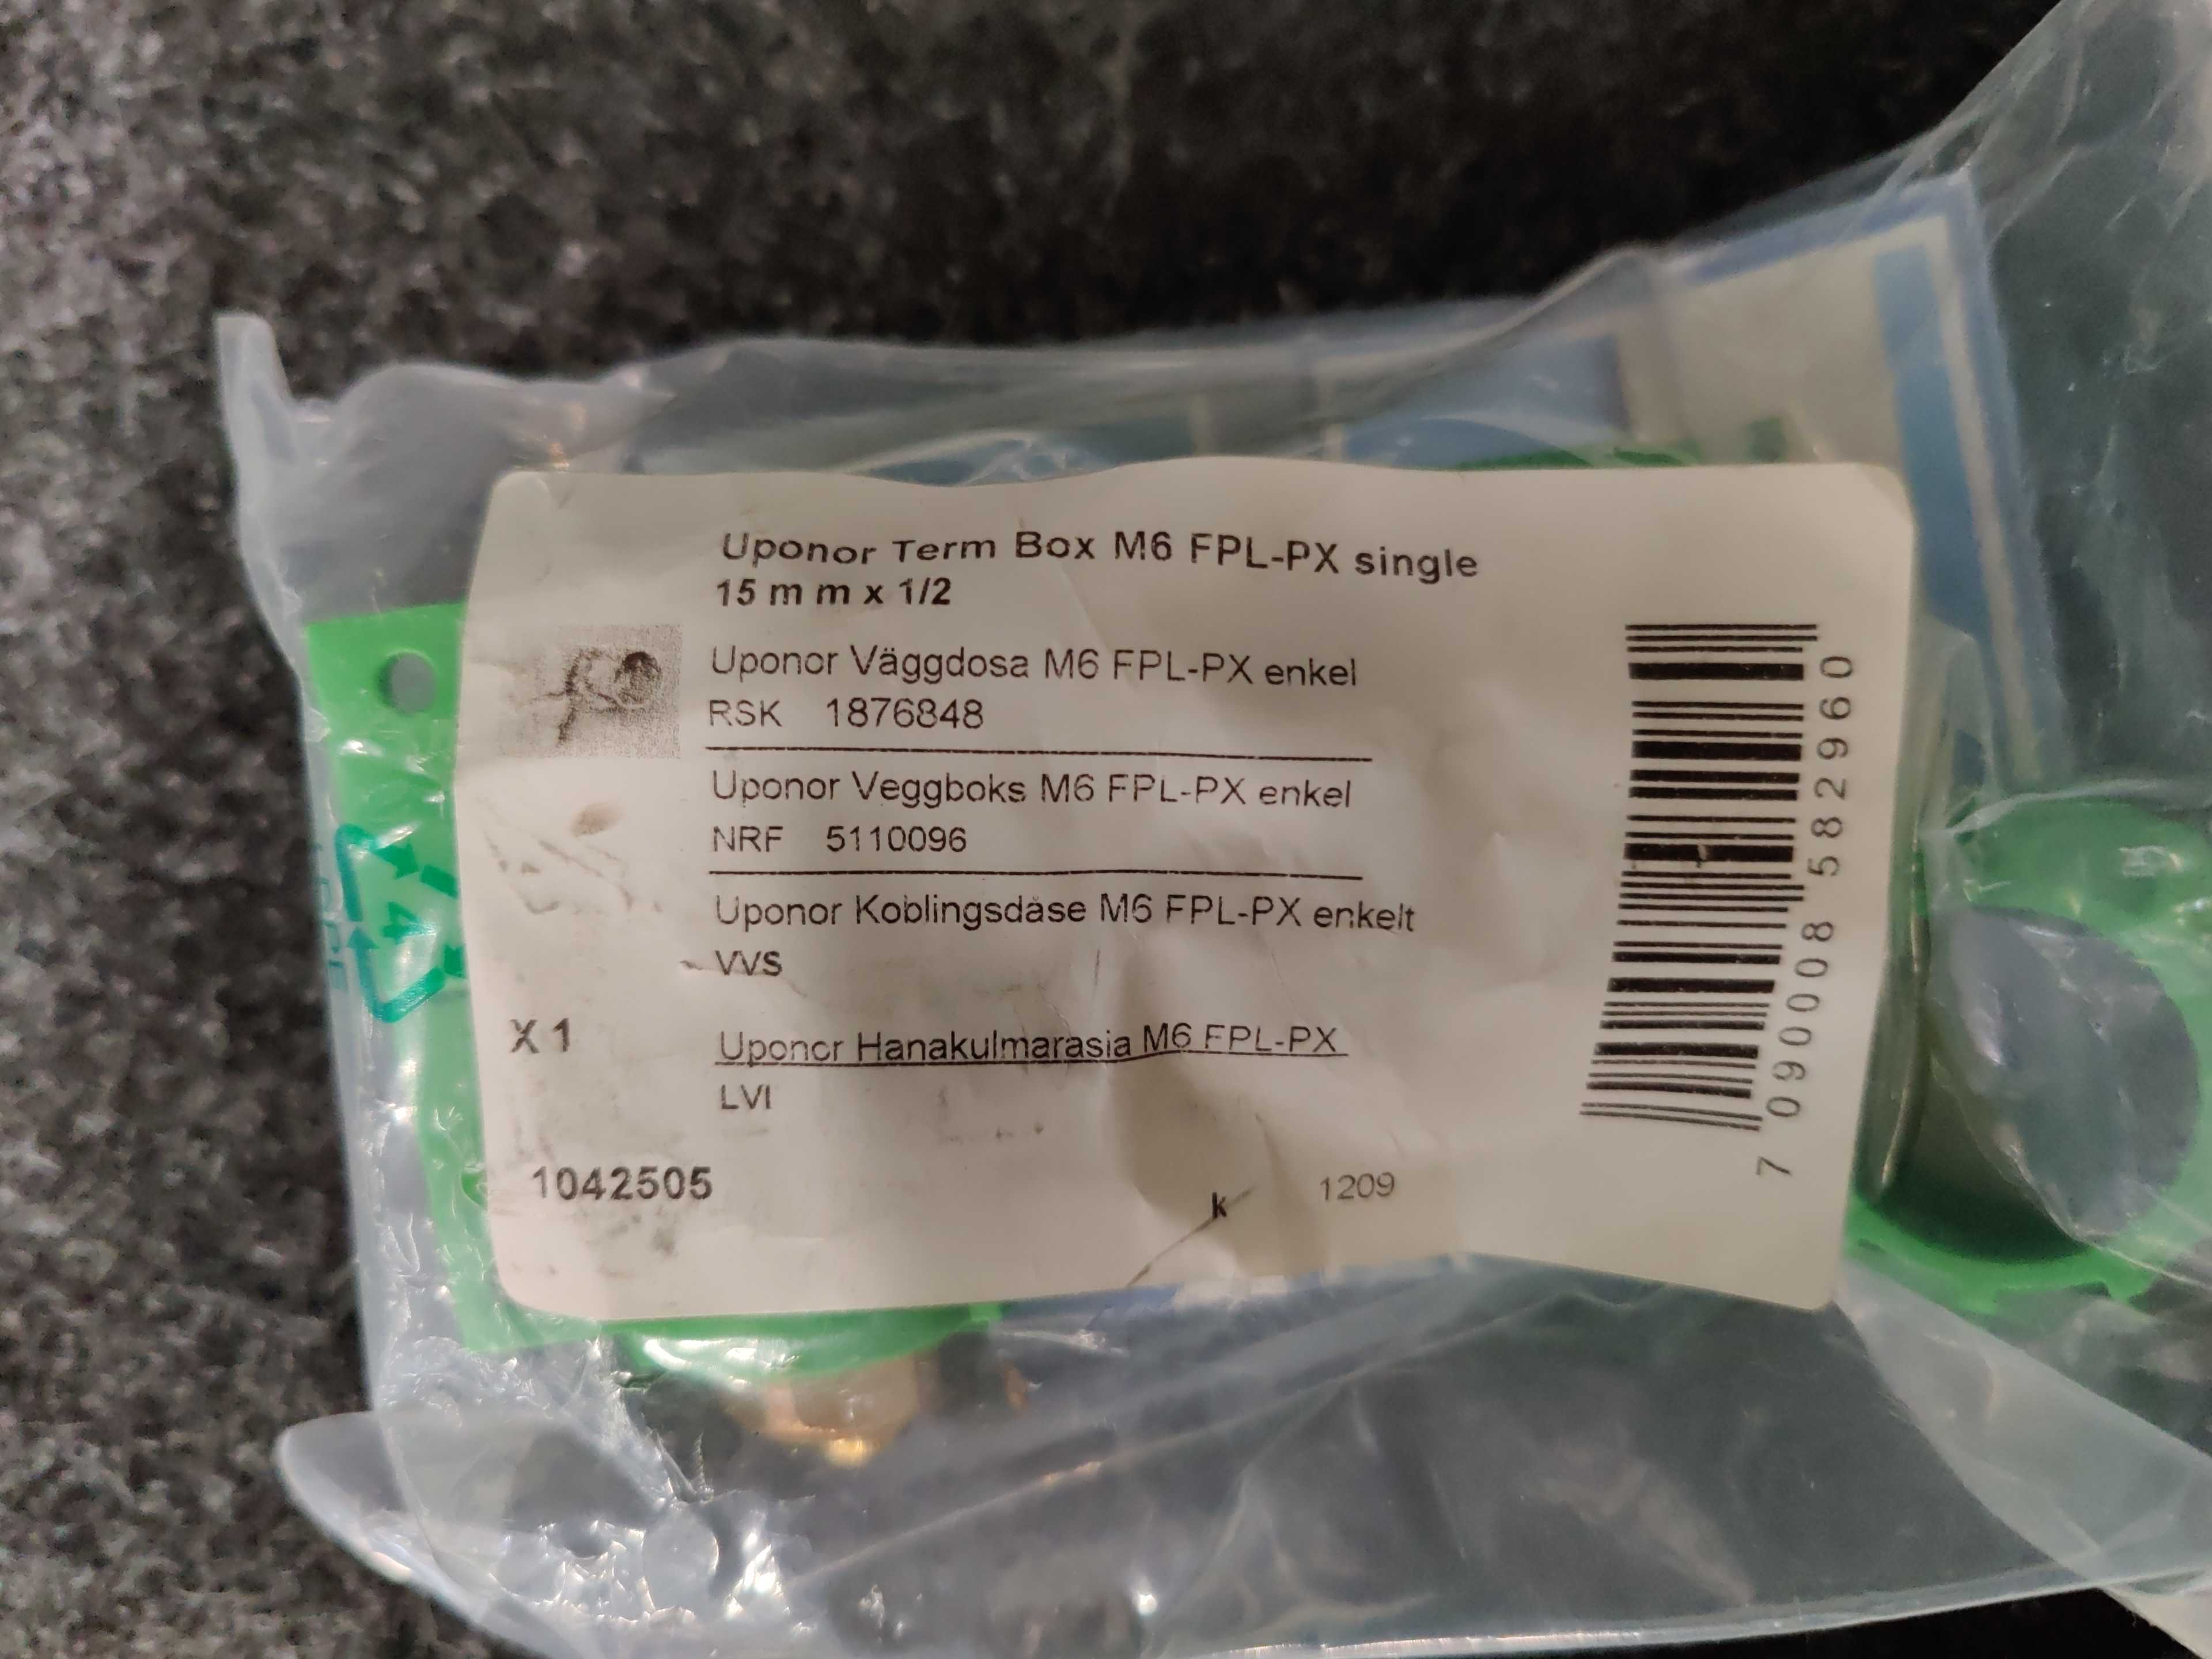 Uponor Term Box M6 FPL-PX single
15 mm x 1/2
Uponor Väggdosa M6 FPL-PX enkel
RSK 1876848
Uponor Veggboks M6 FPL-PX enkel
NRF 5110096
Uponor Koblingsdåse M6 FPL-PX enkelt
VVS
X 1
Uponor Hanakulmarasia M6 FPL-PX
LVI
1042505
k
1209
7 090008 582960
4